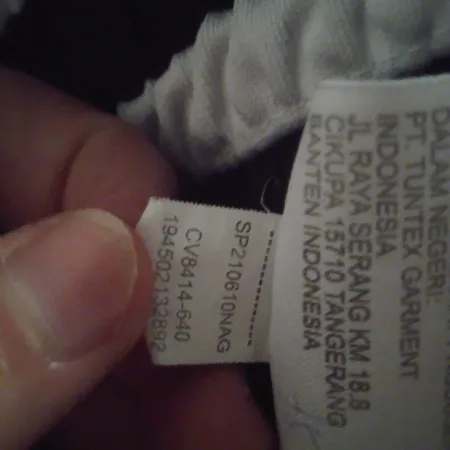 SP210610NAG
CV8414-640
194502132892
DALAM NEGERI:
PT. TUNTEX GARMENT
INDONESIA
JL RAYA SERANG KM 18.8
CIKUPA 15710 TANGERANG
BANTEN INDONESIA